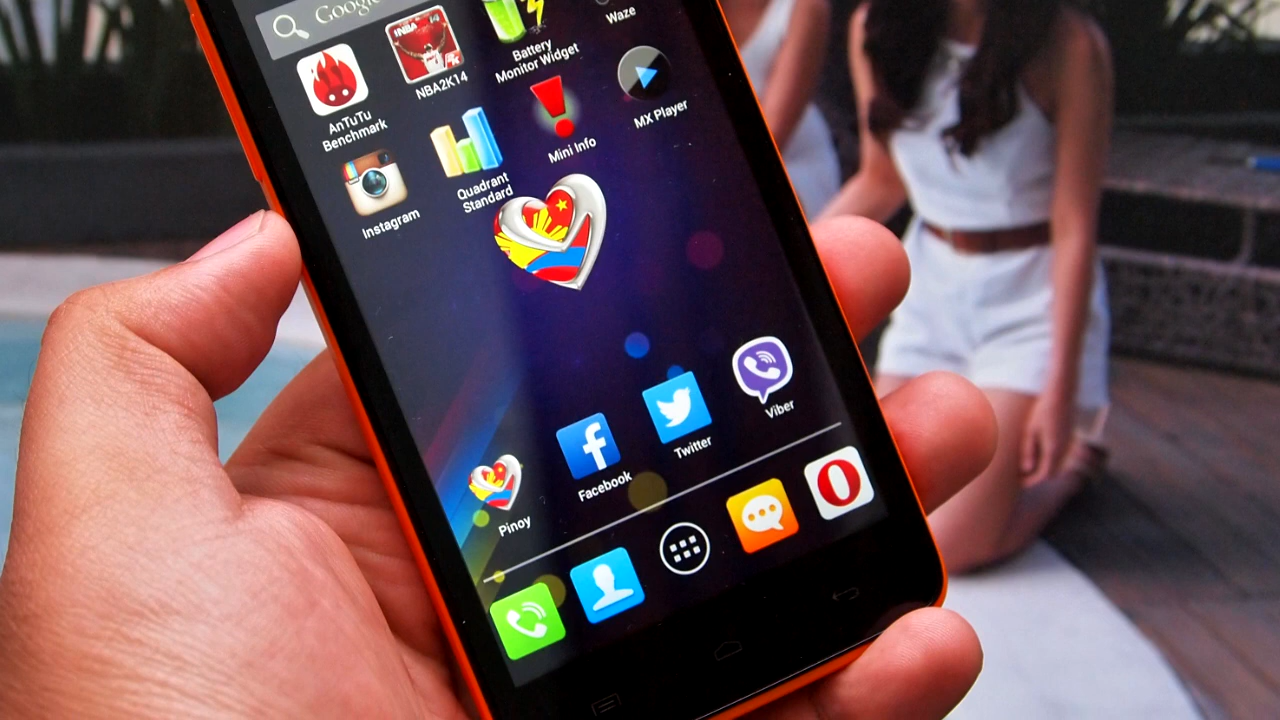 Google
AnTuTu
Benchmark
NBA2K14
Battery
Monitor Widget
Waze
Instagram
Quadrant
Standard
Mini Info
MX Player
Pinoy
Facebook
Twitter
Viber